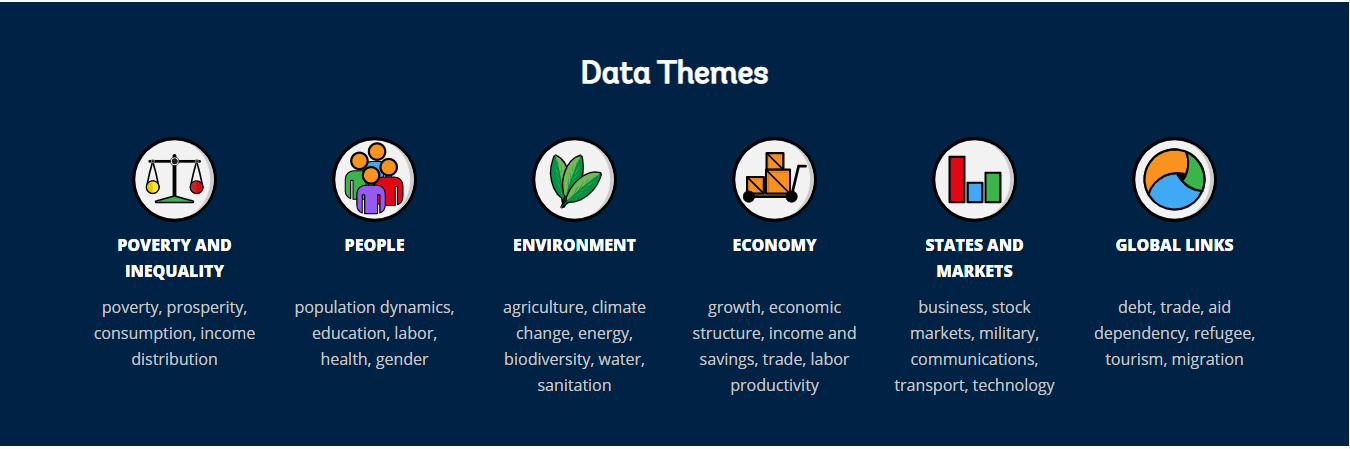 Data Themes
POVERTY AND
INEQUALITY
poverty, prosperity,
consumption, income
distribution
PEOPLE
population dynamics,
education, labor,
health, gender
ENVIRONMENT
agriculture, climate
change, energy,
biodiversity, water,
sanitation
ECONOMY
growth, economic
structure, income and
savings, trade, labor
productivity
STATES AND
MARKETS
business, stock
markets, military,
communications,
transport, technology
GLOBAL LINKS
debt, trade, aid
dependency, refugee,
tourism, migration